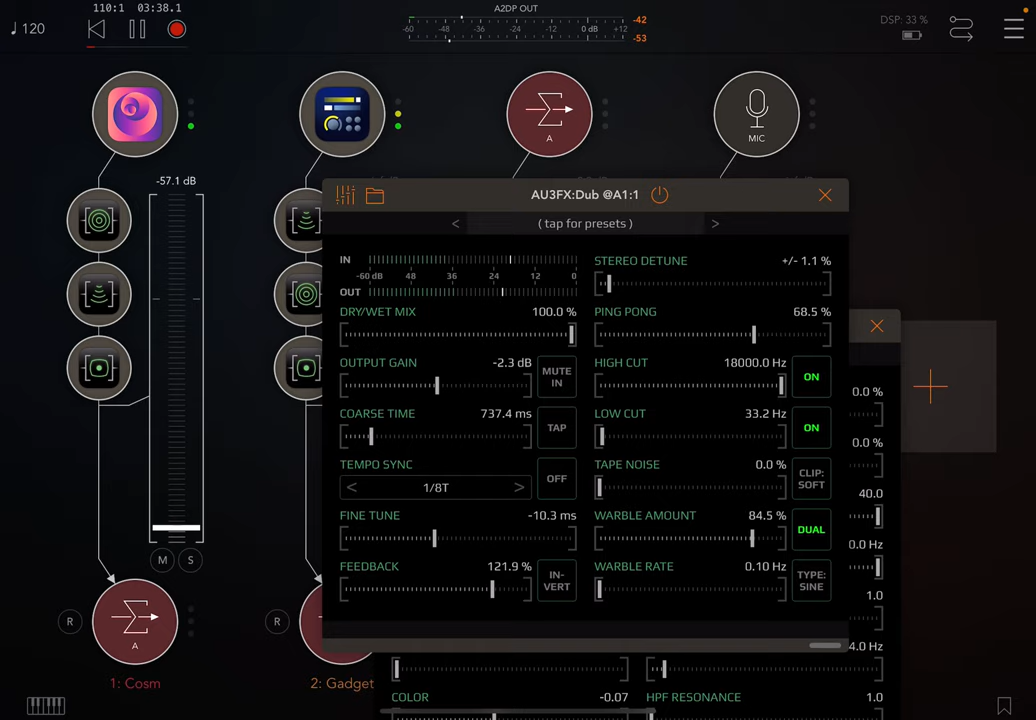 120
110:1 03:38.1
A2DP OUT
-60 -48 -36 -24 -12 0 dB +12
-42
-53
DSP: 33 %
A
MIC
-57.1 dB
AU3FX:Dub @A1:1
< ( tap for presets ) >
IN
-60 dB 48 36 24 12 0
OUT
DRY/WET MIX 100.0 %
OUTPUT GAIN -2.3 dB
MUTE
IN
COARSE TIME 737.4 ms
TAP
TEMPO SYNC
< 1/8T >
OFF
FINE TUNE -10.3 ms
FEEDBACK 121.9 %
IN-
VERT
STEREO DETUNE +/- 1.1 %
PING PONG 68.5 %
HIGH CUT 18000.0 Hz
ON
LOW CUT 33.2 Hz
ON
TAPE NOISE 0.0 %
CLIP:
SOFT
WARBLE AMOUNT 84.5 %
DUAL
WARBLE RATE 0.10 Hz
TYPE:
SINE
0.0 %
0.0 %
40.0
0.0 Hz
1.0
4.0 Hz
COLOR -0.07
HPF RESONANCE 1.0
M S
R
A
R
1: Cosm
2: Gadget